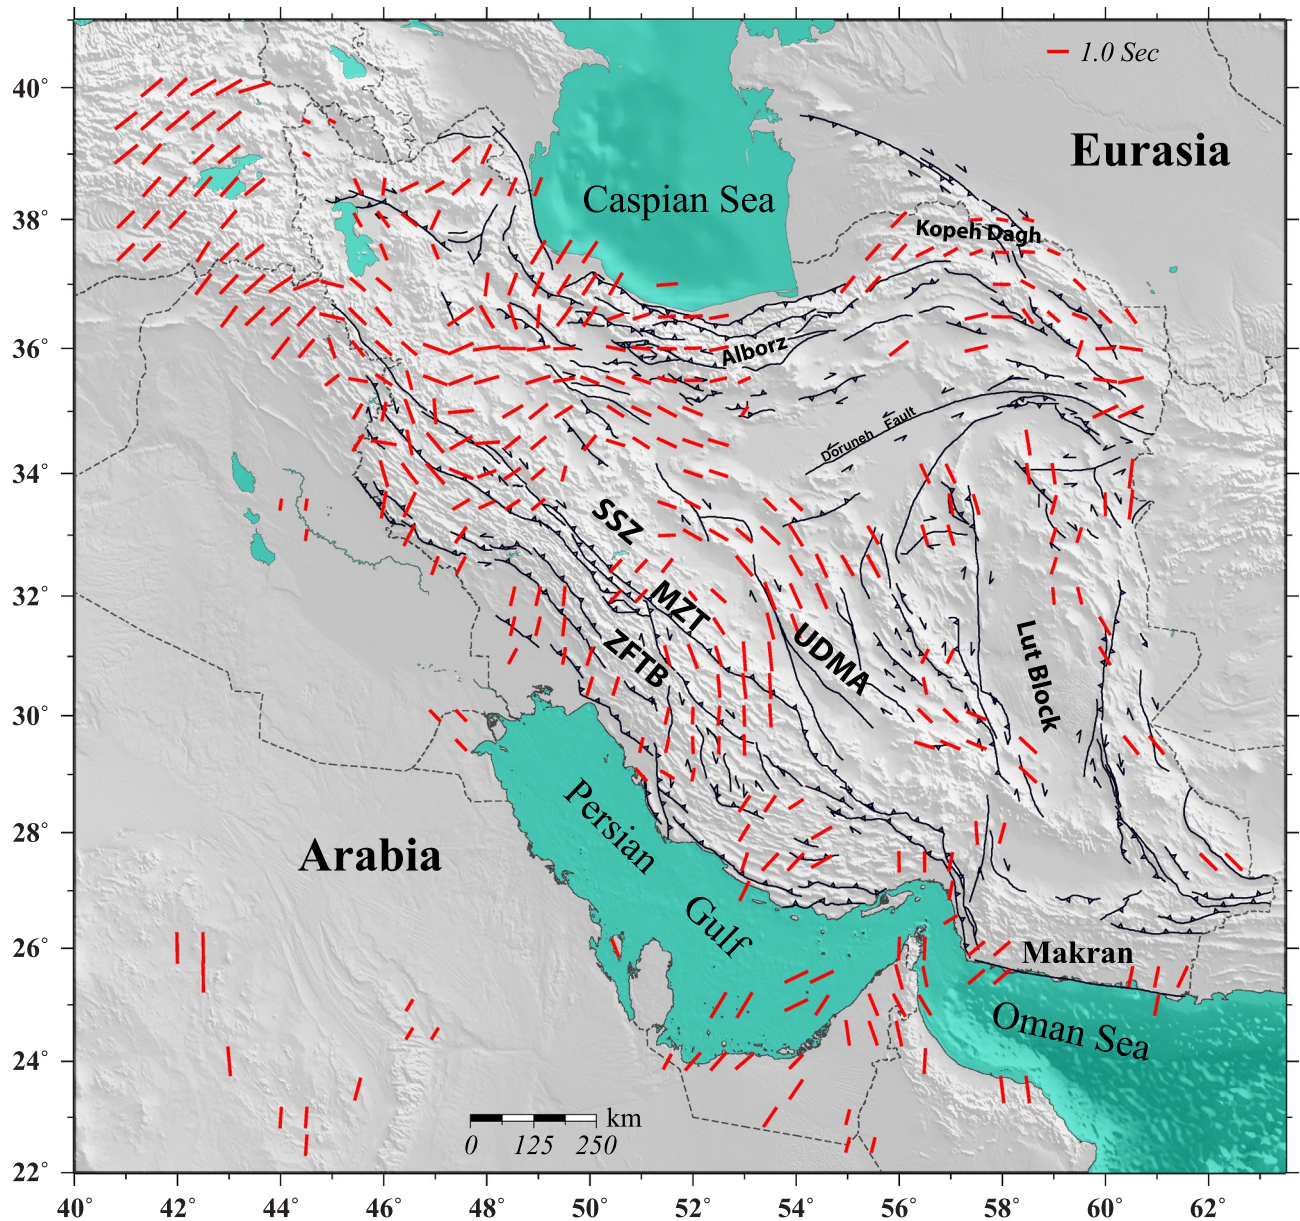 1.0 Sec
40°
Eurasia
Caspian Sea
38°
Kopeh Dagh
36°
Alborz
Doruneh Fault
34°
SSZ
32°
MZT
UDMA
ZFTB
Lut Block
30°
Persian
Gulf
28°
Arabia
26°
Makran
Oman Sea
24°
km
0 125 250
22°
40° 42° 44° 46° 48° 50° 52° 54° 56° 58° 60° 62°